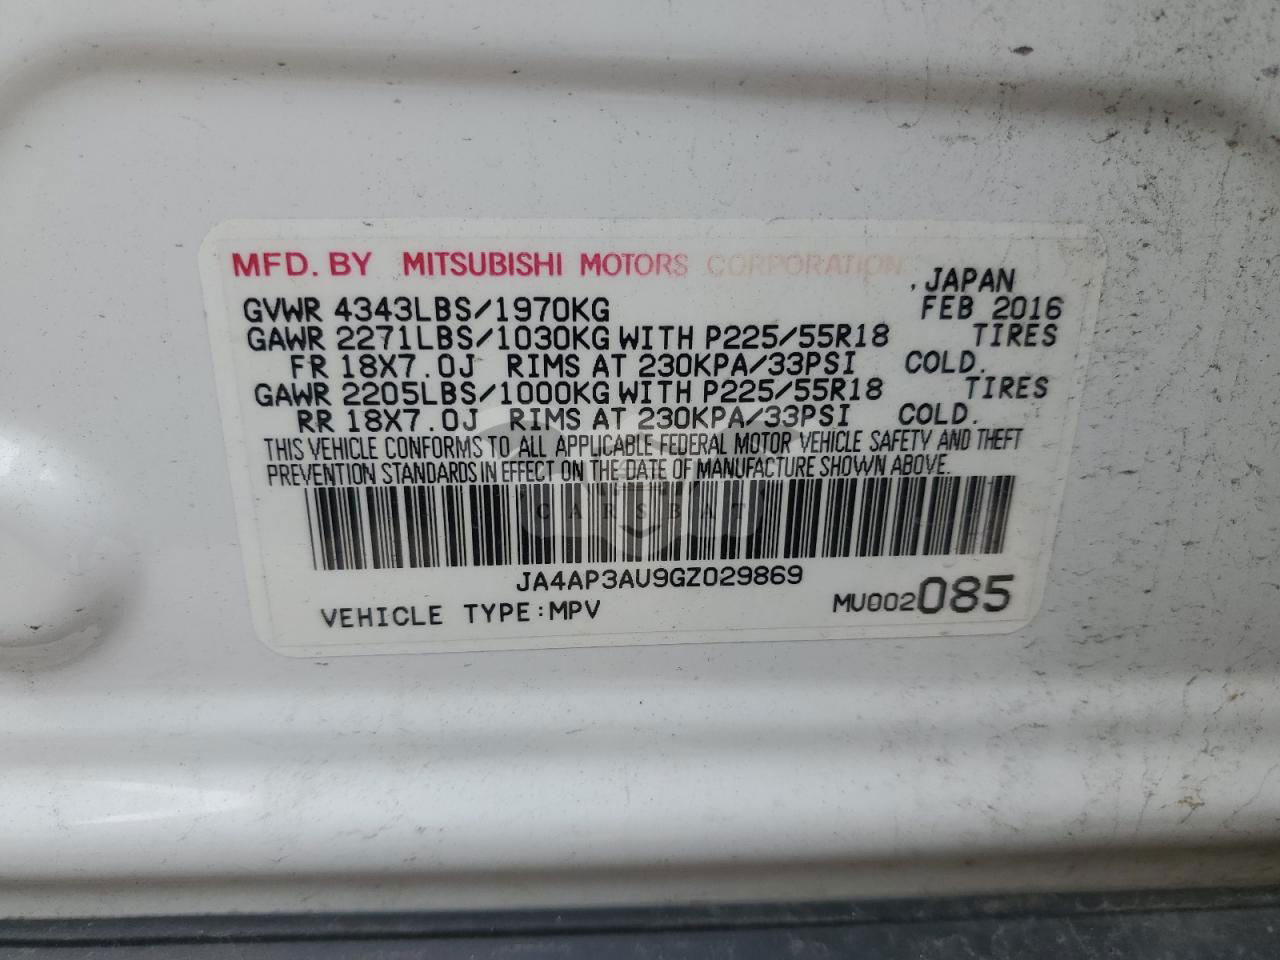 MFD. BY MITSUBISHI MOTORS CORPORATION
, JAPAN
GVWR 4343LBS/1970KG FEB 2016
GAWR 2271LBS/1030KG WITH P225/55R18 TIRES
FR 18X7.0J RIMS AT 230KPA/33PSI COLD.
GAWR 2205LBS/1000KG WITH P225/55R18 TIRES
RR 18X7.0J RIMS AT 230KPA/33PSI COLD.
THIS VEHICLE CONFORMS TO ALL APPLICABLE FEDERAL MOTOR VEHICLE SAFETY AND THEFT
PREVENTION STANDARDS IN EFFECT ON THE DATE OF MANUFACTURE SHOWN ABOVE.
CARSBAT
JA4AP3AU9GZ029869
VEHICLE TYPE:MPV MU002085